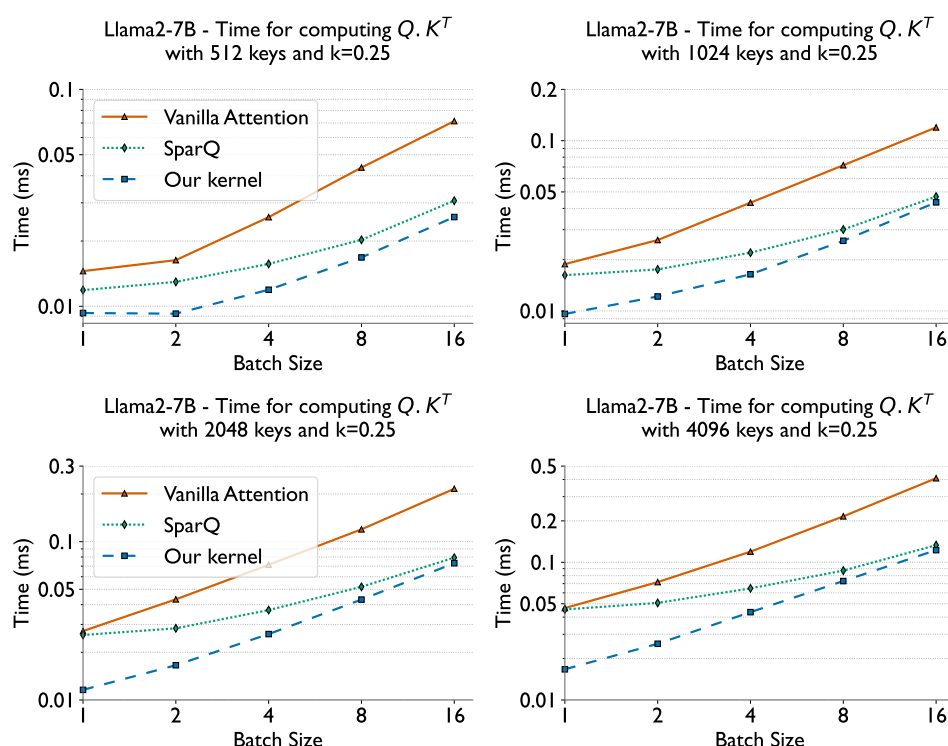 Llama2-7B - Time for computing Q. K^T
with 512 keys and k=0.25
0.1
0.05
0.01
Time (ms)
Vanilla Attention
SparQ
Our kernel
1 2 4 8 16
Batch Size
Llama2-7B - Time for computing Q. K^T
with 1024 keys and k=0.25
0.2
0.1
0.05
0.01
Time (ms)
1 2 4 8 16
Batch Size
Llama2-7B - Time for computing Q. K^T
with 2048 keys and k=0.25
0.3
0.1
0.05
0.01
Time (ms)
Vanilla Attention
SparQ
Our kernel
1 2 4 8 16
Batch Size
Llama2-7B - Time for computing Q. K^T
with 4096 keys and k=0.25
0.5
0.2
0.1
0.05
0.01
Time (ms)
1 2 4 8 16
Batch Size